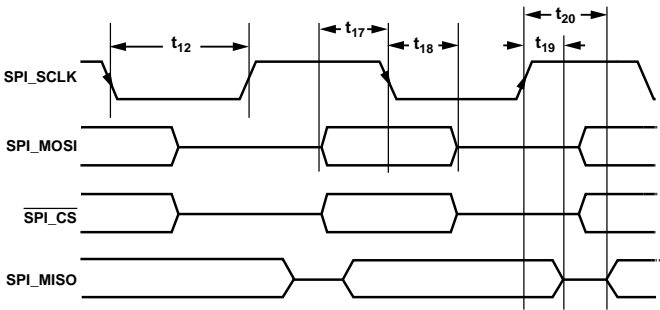 t20
t12
t17
t18
t19
SPI_SCLK
SPI_MOSI
SPI_CS
SPI_MISO